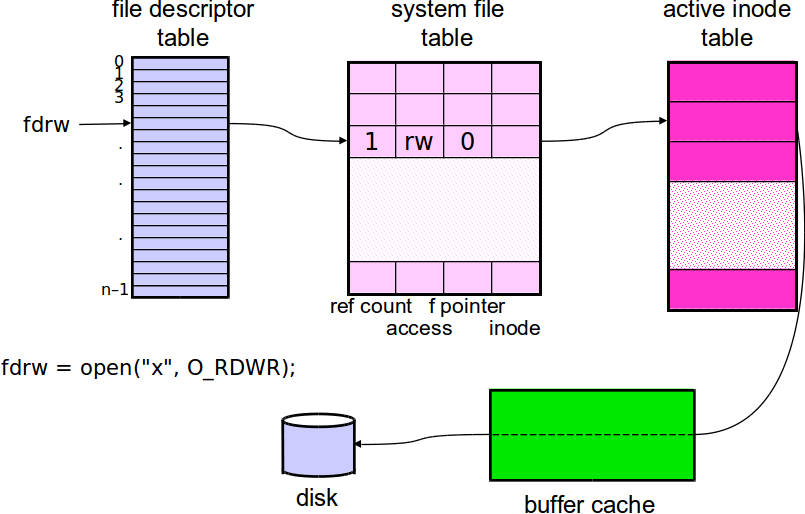 file descriptor
table
system file
table
active inode
table
0
1
2
3
fdrw
.
.
.
n–1
1 rw 0
ref count f pointer
access inode
fdrw = open("x", O_RDWR);
disk
buffer cache